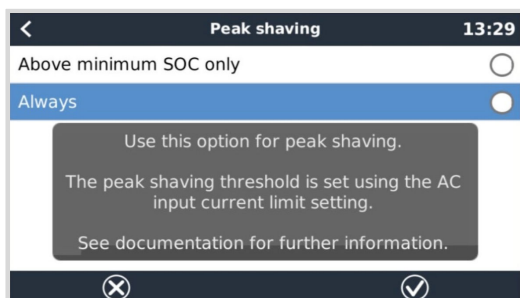 Peak shaving
13:29
Above minimum SOC only
Always
Use this option for peak shaving.
The peak shaving threshold is set using the AC
input current limit setting.
See documentation for further information.